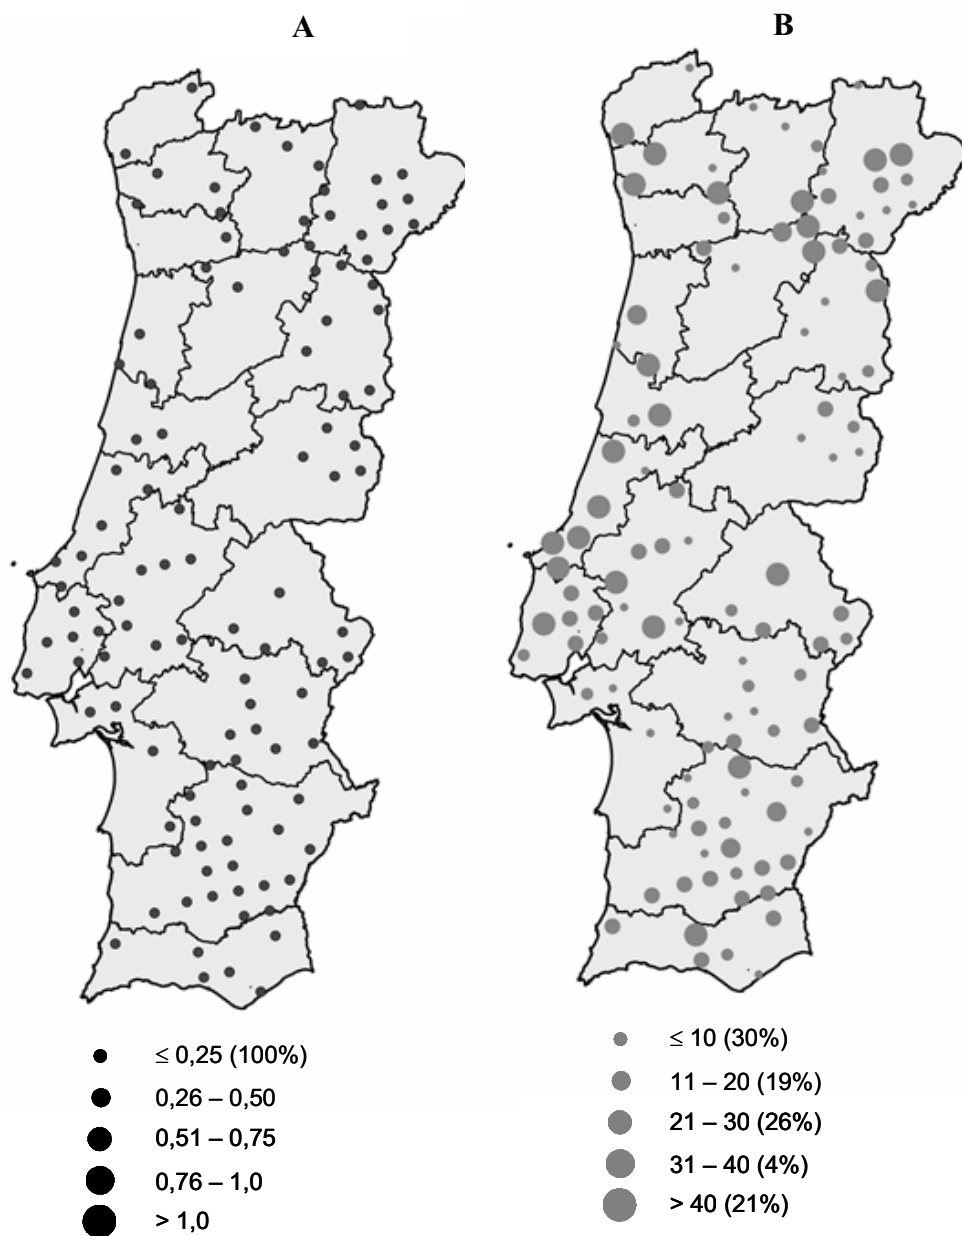 A
B
≤ 0,25 (100%)
0,26 – 0,50
0,51 – 0,75
0,76 – 1,0
> 1,0
≤ 10 (30%)
11 – 20 (19%)
21 – 30 (26%)
31 – 40 (4%)
> 40 (21%)